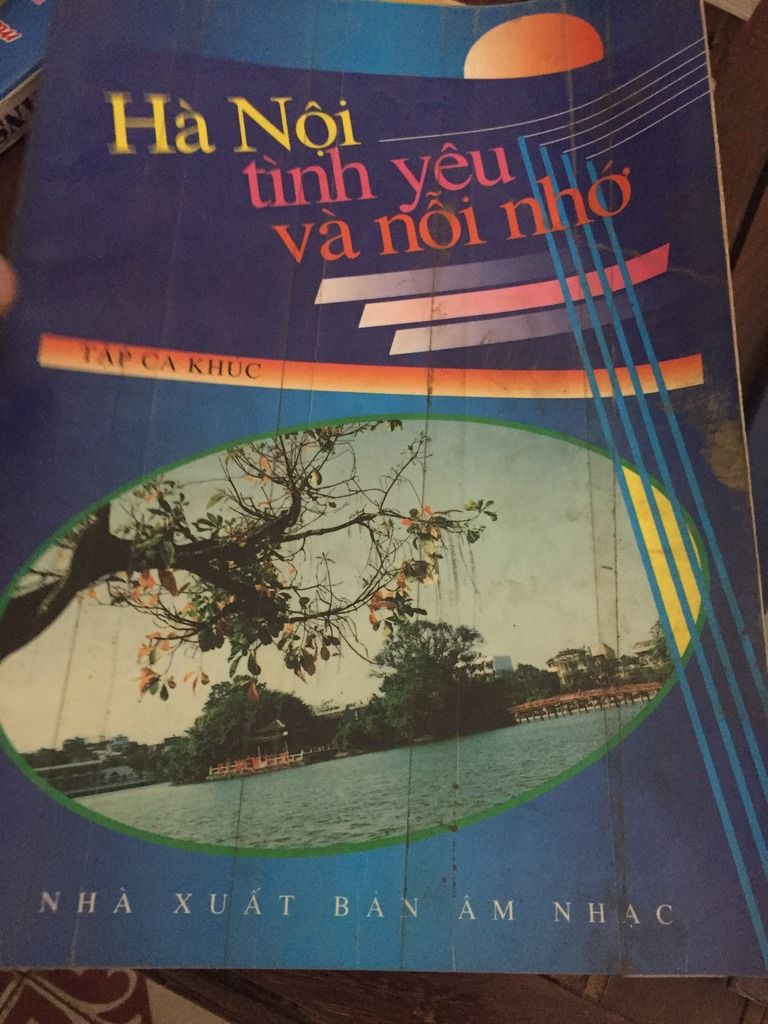 Hà Nội
tình yêu
và nỗi nhớ
TẬP CA KHÚC
NHÀ XUẤT BẢN ÂM NHẠC